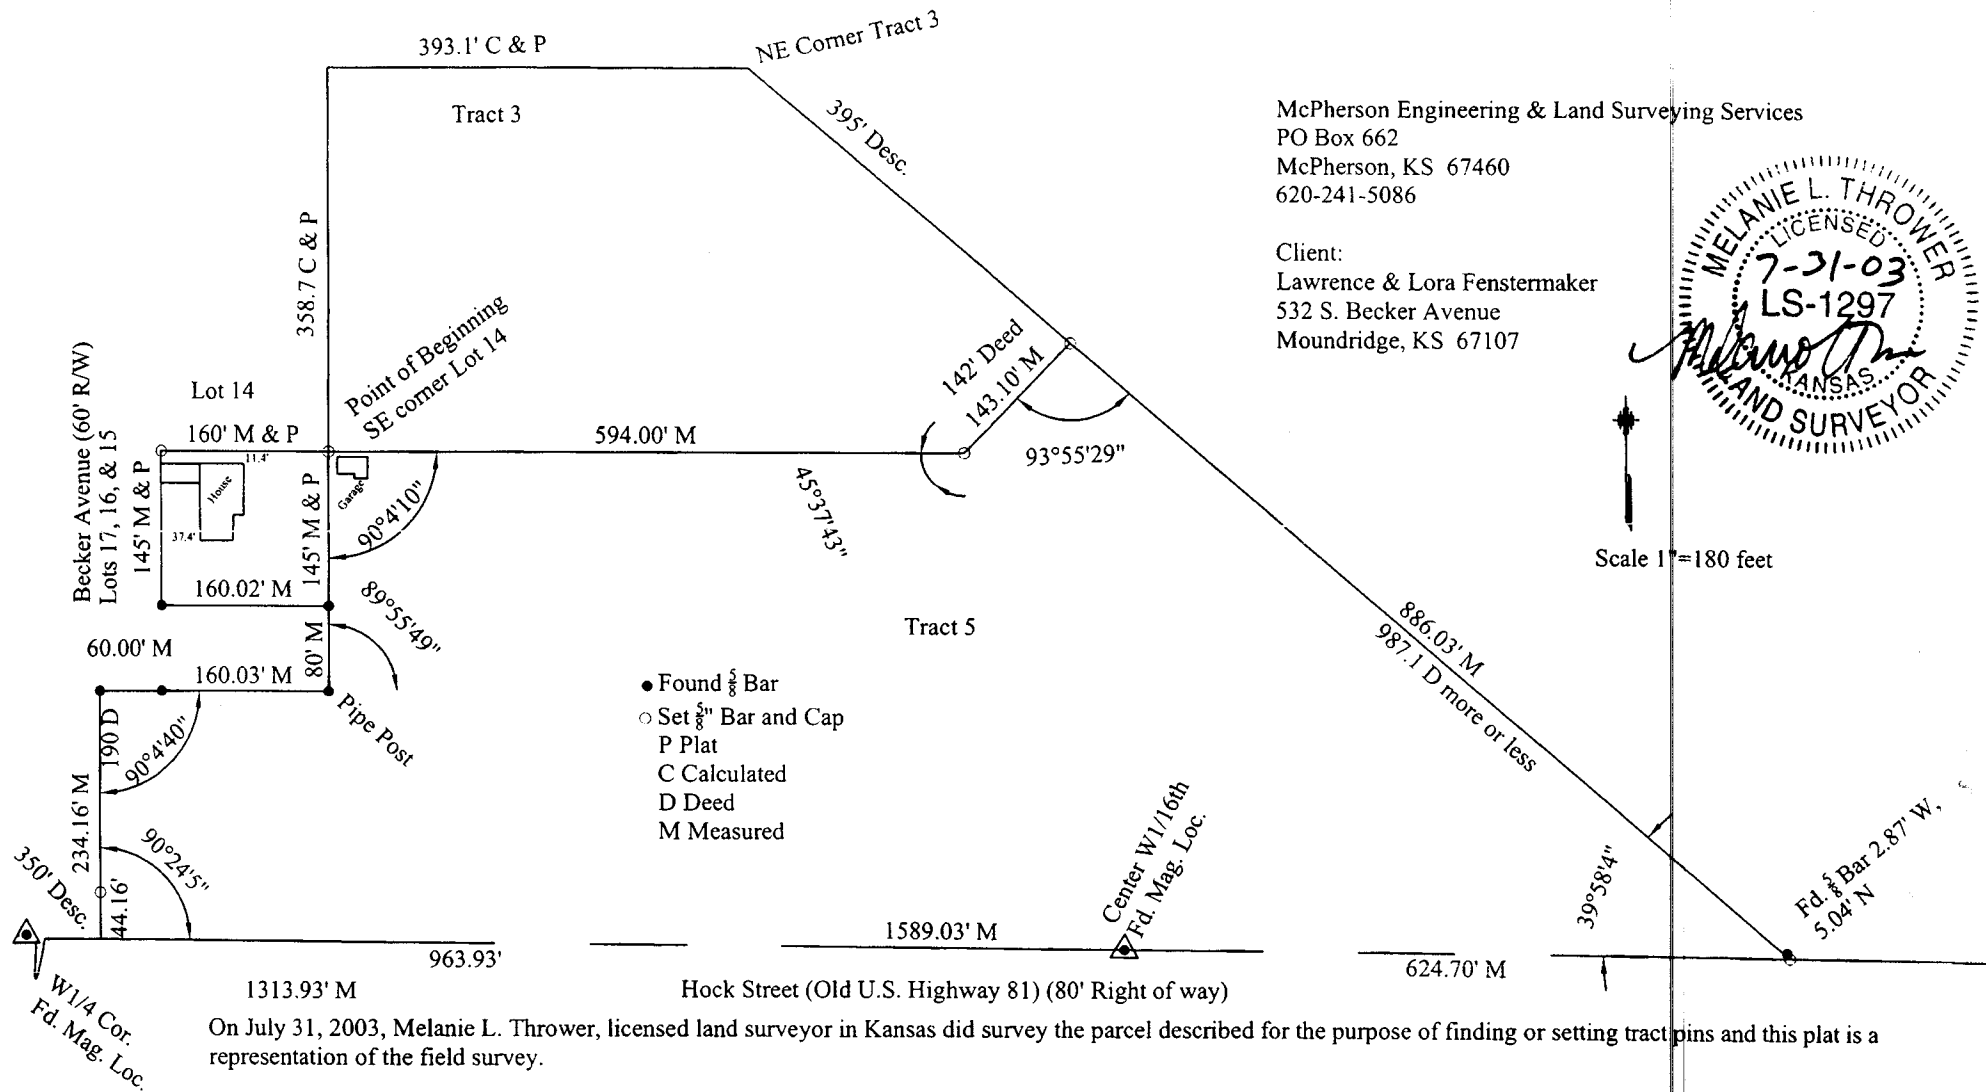 393.1' C & P
NE Corner Tract 3
Tract 3
395' Desc.
McPherson Engineering & Land Surveying Services
PO Box 662
McPherson, KS  67460
620-241-5086
Client:
Lawrence & Lora Fenstermaker
532 S. Becker Avenue
Moundridge, KS  67107
MELANIE L. THROWER
LICENSED
7-31-03
LS-1297
KANSAS
LAND SURVEYOR
Scale 1"=180 feet
358.7 C & P
Point of Beginning
SE corner Lot 14
Lot 14
160' M & P
11.4'
594.00' M
142' Deed
143.10' M
93°55'29"
45°37'43"
Becker Avenue (60' R/W)
Lots 17, 16, & 15
145' M & P
House
37.4'
Garage
145' M & P
90°4'10"
160.02' M
89°55'49"
80' M
60.00' M
160.03' M
Pipe Post
Tract 5
Found 5/8 Bar
Set 5/8" Bar and Cap
P Plat
C Calculated
D Deed
M Measured
886.03' M
987.1 D more or less
190 D
90°4'40"
234.16' M
90°24'5"
350' Desc.
44.16'
Center W1/16th
Fd. Mag. Loc.
39°58'4"
Fd. 5/8 Bar 2.87' W,
5.04' N
1589.03' M
963.93'
624.70' M
1313.93' M
W1/4 Cor.
Fd. Mag. Loc.
Hock Street (Old U.S. Highway 81) (80' Right of way)
On July 31, 2003, Melanie L. Thrower, licensed land surveyor in Kansas did survey the parcel described for the purpose of finding or setting tract pins and this plat is a
representation of the field survey.